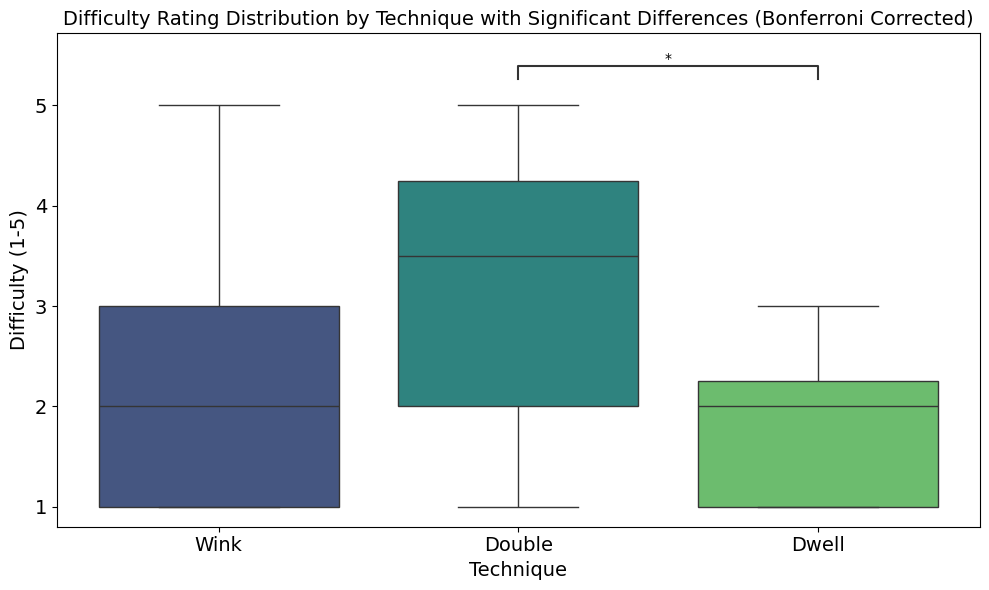 Difficulty Rating Distribution by Technique with Significant Differences (Bonferroni Corrected)
*
5
4
3
2
1
Difficulty (1-5)
Wink Double Dwell
Technique